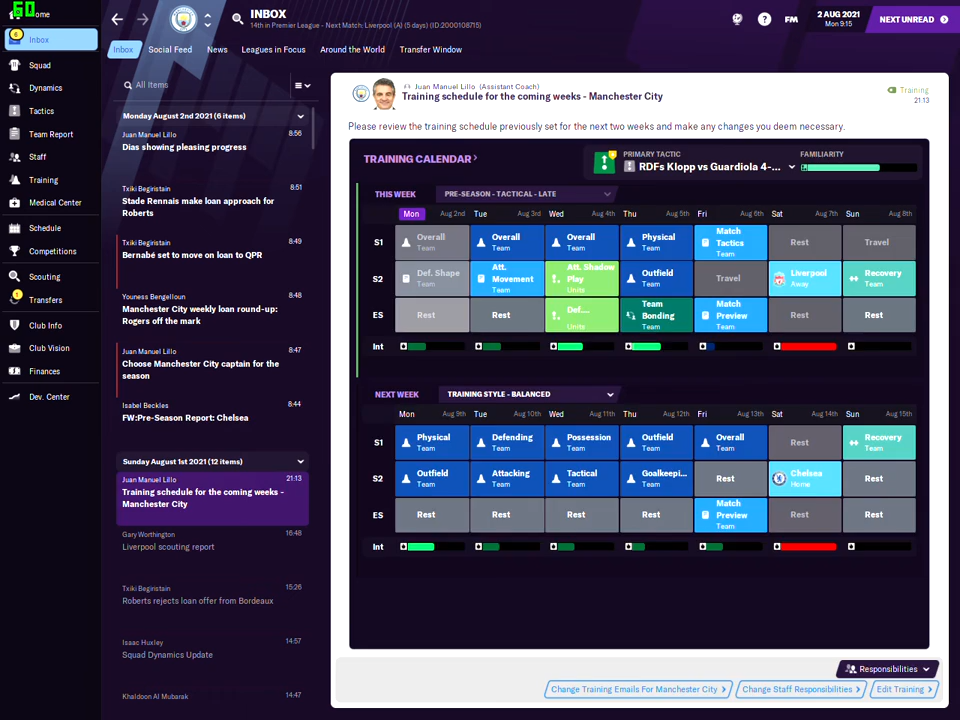 60
ome
INBOX
14th in Premier League - Next Match: Liverpool (A) (5 days) (ID:2000108715)
?
FM
2 AUG 2021
Mon 9:15
NEXT UNREAD
6
Inbox
Squad
Dynamics
Tactics
Team Report
Staff
Training
Medical Center
Schedule
Competitions
Scouting
1
Transfers
Club Info
Club Vision
Finances
Dev. Center
Inbox
Social Feed
News
Leagues in Focus
Around the World
Transfer Window
All Items
Monday August 2nd 2021 (6 items)
Juan Manuel Lillo 8:56
Dias showing pleasing progress
Txiki Begiristain 8:51
Stade Rennais make loan approach for
Roberts
Txiki Begiristain 8:49
Bernabé set to move on loan to QPR
Youness Bengelloun 8:48
Manchester City weekly loan round-up:
Rogers off the mark
Juan Manuel Lillo 8:47
Choose Manchester City captain for the
season
Isabel Beckles 8:44
FW:Pre-Season Report: Chelsea
Sunday August 1st 2021 (12 items)
Juan Manuel Lillo 21:13
Training schedule for the coming weeks -
Manchester City
Gary Worthington 16:48
Liverpool scouting report
Txiki Begiristain 15:26
Roberts rejects loan offer from Bordeaux
Isaac Huxley 14:57
Squad Dynamics Update
Khaldoon Al Mubarak 14:47
Juan Manuel Lillo (Assistant Coach)
Training schedule for the coming weeks - Manchester City
Training
21:13
Please review the training schedule previously set for the next two weeks and make any changes you deem necessary.
TRAINING CALENDAR
PRIMARY TACTIC
RDFs Klopp vs Guardiola 4-...
FAMILIARITY
THIS WEEK PRE-SEASON - TACTICAL - LATE
Mon Aug 2nd Tue Aug 3rd Wed Aug 4th Thu Aug 5th Fri Aug 6th Sat Aug 7th Sun Aug 8th
S1 Overall Team Overall Team Overall Team Physical Team Match Tactics Team Rest Travel
S2 Def. Shape Team Att. Movement Team Att. Shadow Play Units Outfield Team Travel Liverpool Away Recovery Team
ES Rest Rest Def.... Units Team Bonding Team Match Preview Team Rest Rest
Int
NEXT WEEK TRAINING STYLE - BALANCED
Mon Aug 9th Tue Aug 10th Wed Aug 11th Thu Aug 12th Fri Aug 13th Sat Aug 14th Sun Aug 15th
S1 Physical Team Defending Team Possession Team Outfield Team Overall Team Rest Recovery Team
S2 Outfield Team Attacking Team Tactical Team Goalkeepi... Team Rest Chelsea Home Rest
ES Rest Rest Rest Rest Match Preview Team Rest Rest
Int
Responsibilities
Change Training Emails For Manchester City
Change Staff Responsibilities
Edit Training